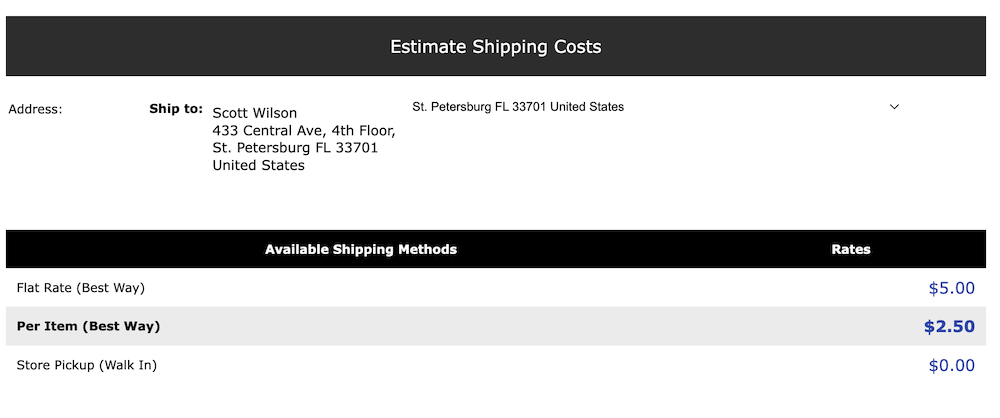 Estimate Shipping Costs
Address:
Ship to:
Scott Wilson
433 Central Ave, 4th Floor,
St. Petersburg FL 33701
United States
St. Petersburg FL 33701 United States
Available Shipping Methods Rates
Flat Rate (Best Way) $5.00
Per Item (Best Way) $2.50
Store Pickup (Walk In) $0.00